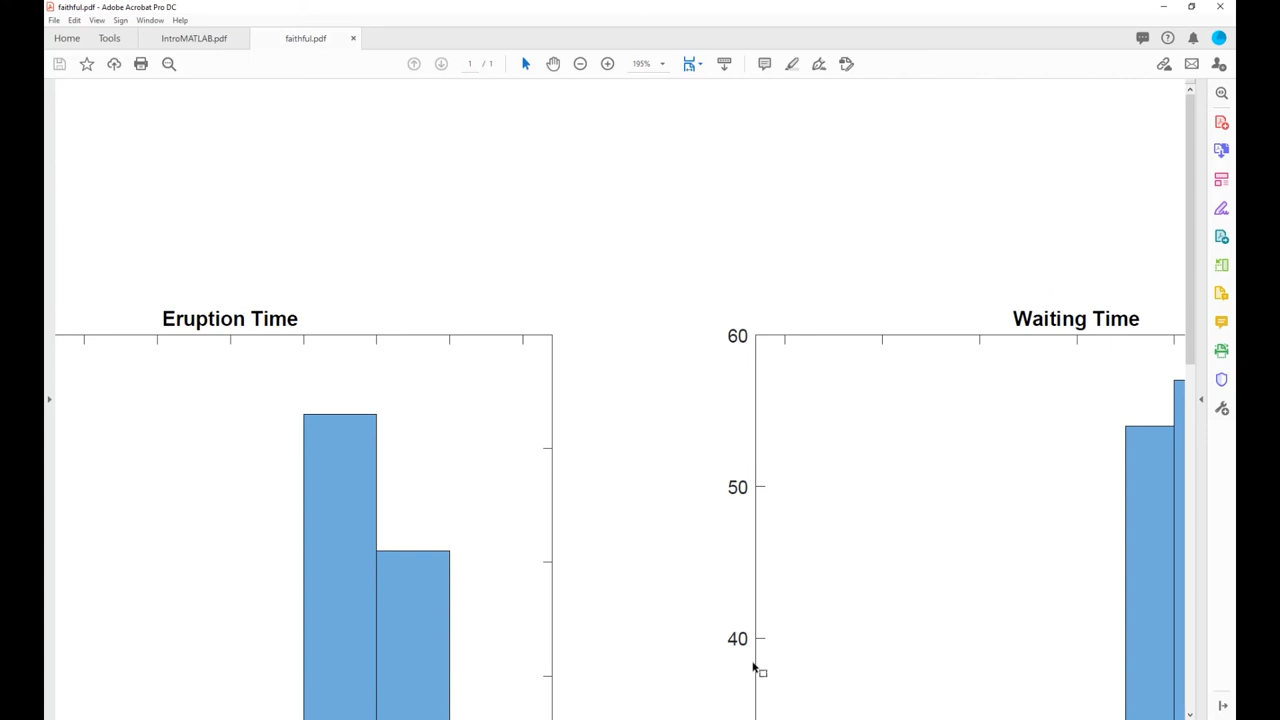 faithful.pdf - Adobe Acrobat Pro DC
File Edit View Sign Window Help
Home Tools IntroMATLAB.pdf faithful.pdf ×
1 / 1 195%
Eruption Time
Waiting Time
60
50
40